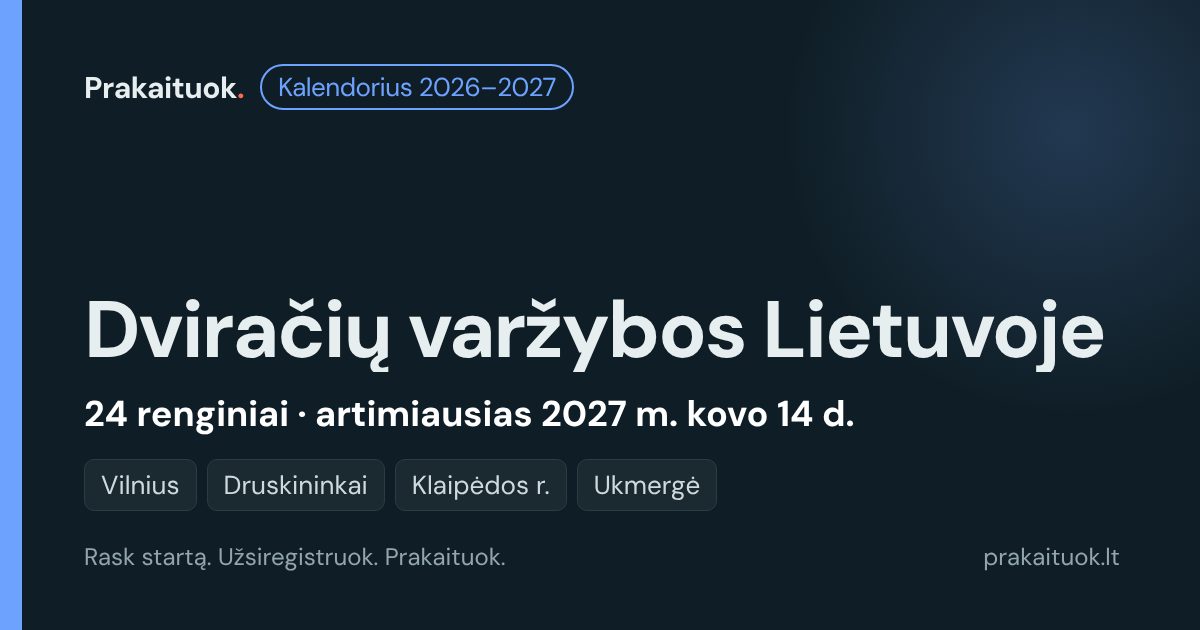 Prakaituok. Kalendorius 2026–2027
Dviračių varžybos Lietuvoje
24 renginiai · artimiausias 2027 m. kovo 14 d.
Vilnius Druskininkai Klaipėdos r. Ukmergė
Rask startą. Užsiregistruok. Prakaituok. prakaituok.lt